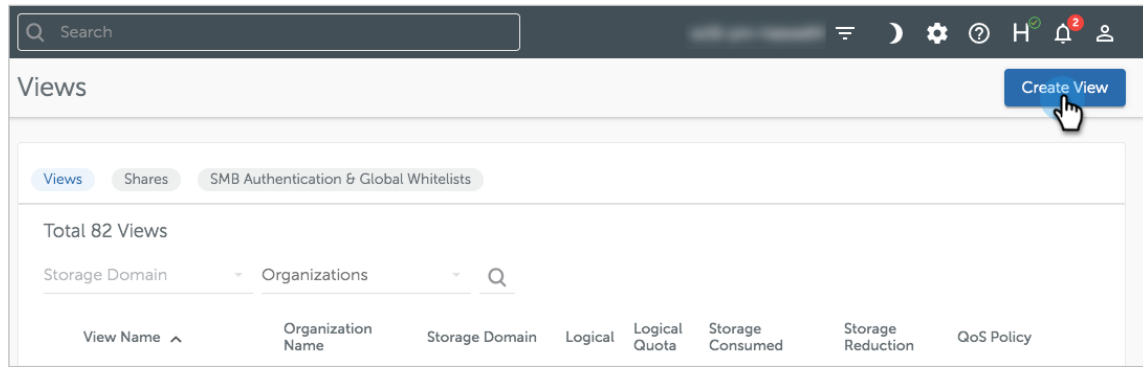 Search
H 2
Views
Create View
Views Shares SMB Authentication & Global Whitelists
Total 82 Views
Storage Domain Organizations
View Name Organization Name Storage Domain Logical Logical Quota Storage Consumed Storage Reduction QoS Policy